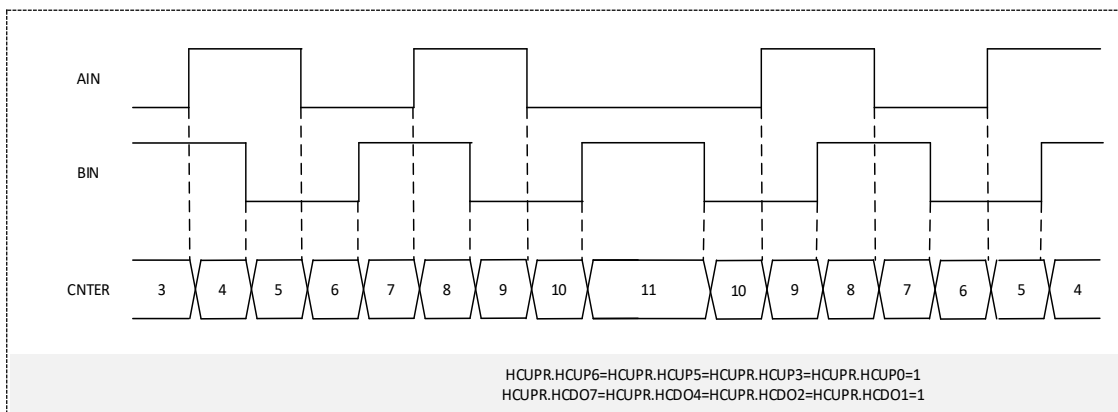 AIN
BIN
CNTER 3 4 5 6 7 8 9 10 11 10 9 8 7 6 5 4
HCUPR.HCUP6=HCUPR.HCUP5=HCUPR.HCUP3=HCUPR.HCUP0=1
HCUPR.HCDO7=HCUPR.HCDO4=HCUPR.HCDO2=HCUPR.HCDO1=1